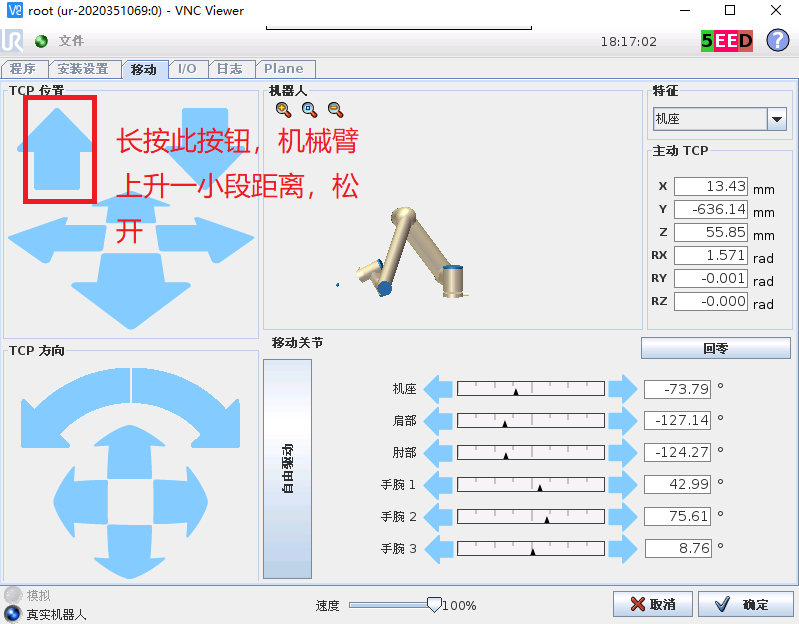 root (ur-2020351069:0) - VNC Viewer
文件
18:17:02
5EED
?
程序 安装设置 移动 I/O 日志 Plane
TCP 位置
机器人
特征
机座
长按此按钮，机械臂
上升一小段距离，松
开
主动 TCP
X 13.43 mm
Y -636.14 mm
Z 55.85 mm
RX 1.571 rad
RY -0.001 rad
RZ -0.000 rad
TCP 方向
移动关节
回零
自由驱动
机座 -73.79 °
肩部 -127.14 °
肘部 -124.27 °
手腕 1 42.99 °
手腕 2 75.61 °
手腕 3 8.76 °
模拟
真实机器人
速度 100%
取消
确定